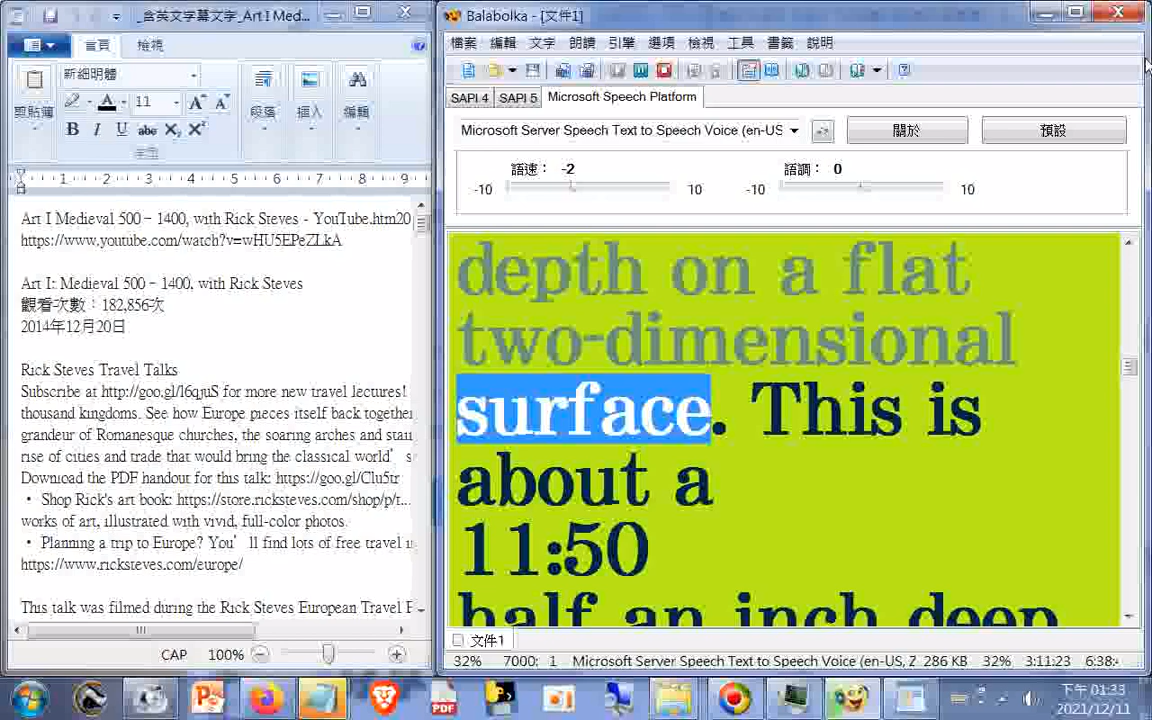 _含英文字幕文字_Art I Med...
首頁
檢視
剪貼簿
新細明體
11
B I U abc X₂ X²
字型
段落
插入
編輯
1 2 3 4 5 6 7 8 9
Art I Medieval 500 – 1400, with Rick Steves - YouTube.htm20
https://www.youtube.com/watch?v=wHU5EPeZLkA
Art I: Medieval 500 – 1400, with Rick Steves
觀看次數：182,856次
2014年12月20日
Rick Steves Travel Talks
Subscribe at http://goo.gl/l6qjuS for more new travel lectures!
thousand kingdoms. See how Europe pieces itself back together
grandeur of Romanesque churches, the soaring arches and stain
rise of cities and trade that would bring the classical world’s
Download the PDF handout for this talk: https://goo.gl/Clu5tr
• Shop Rick's art book: https://store.ricksteves.com/shop/p/t...
works of art, illustrated with vivid, full-color photos.
• Planning a trip to Europe? You’ll find lots of free travel in
https://www.ricksteves.com/europe/
This talk was filmed during the Rick Steves European Travel F
CAP 100%
Balabolka - [文件1]
檔案 編輯 文字 朗讀 引擎 選項 檢視 工具 書籤 說明
SAPI 4 SAPI 5 Microsoft Speech Platform
Microsoft Server Speech Text to Speech Voice (en-US
關於
預設
語速： -2
-10 10
語調： 0
-10 10
depth on a flat
two-dimensional
surface. This is
about a
11:50
half an inch deep
文件1
32% 7000: 1 Microsoft Server Speech Text to Speech Voice (en-US, Z 286 KB 32% 3:11:23 6:38:
PDF
下午 01:33
2021/12/11